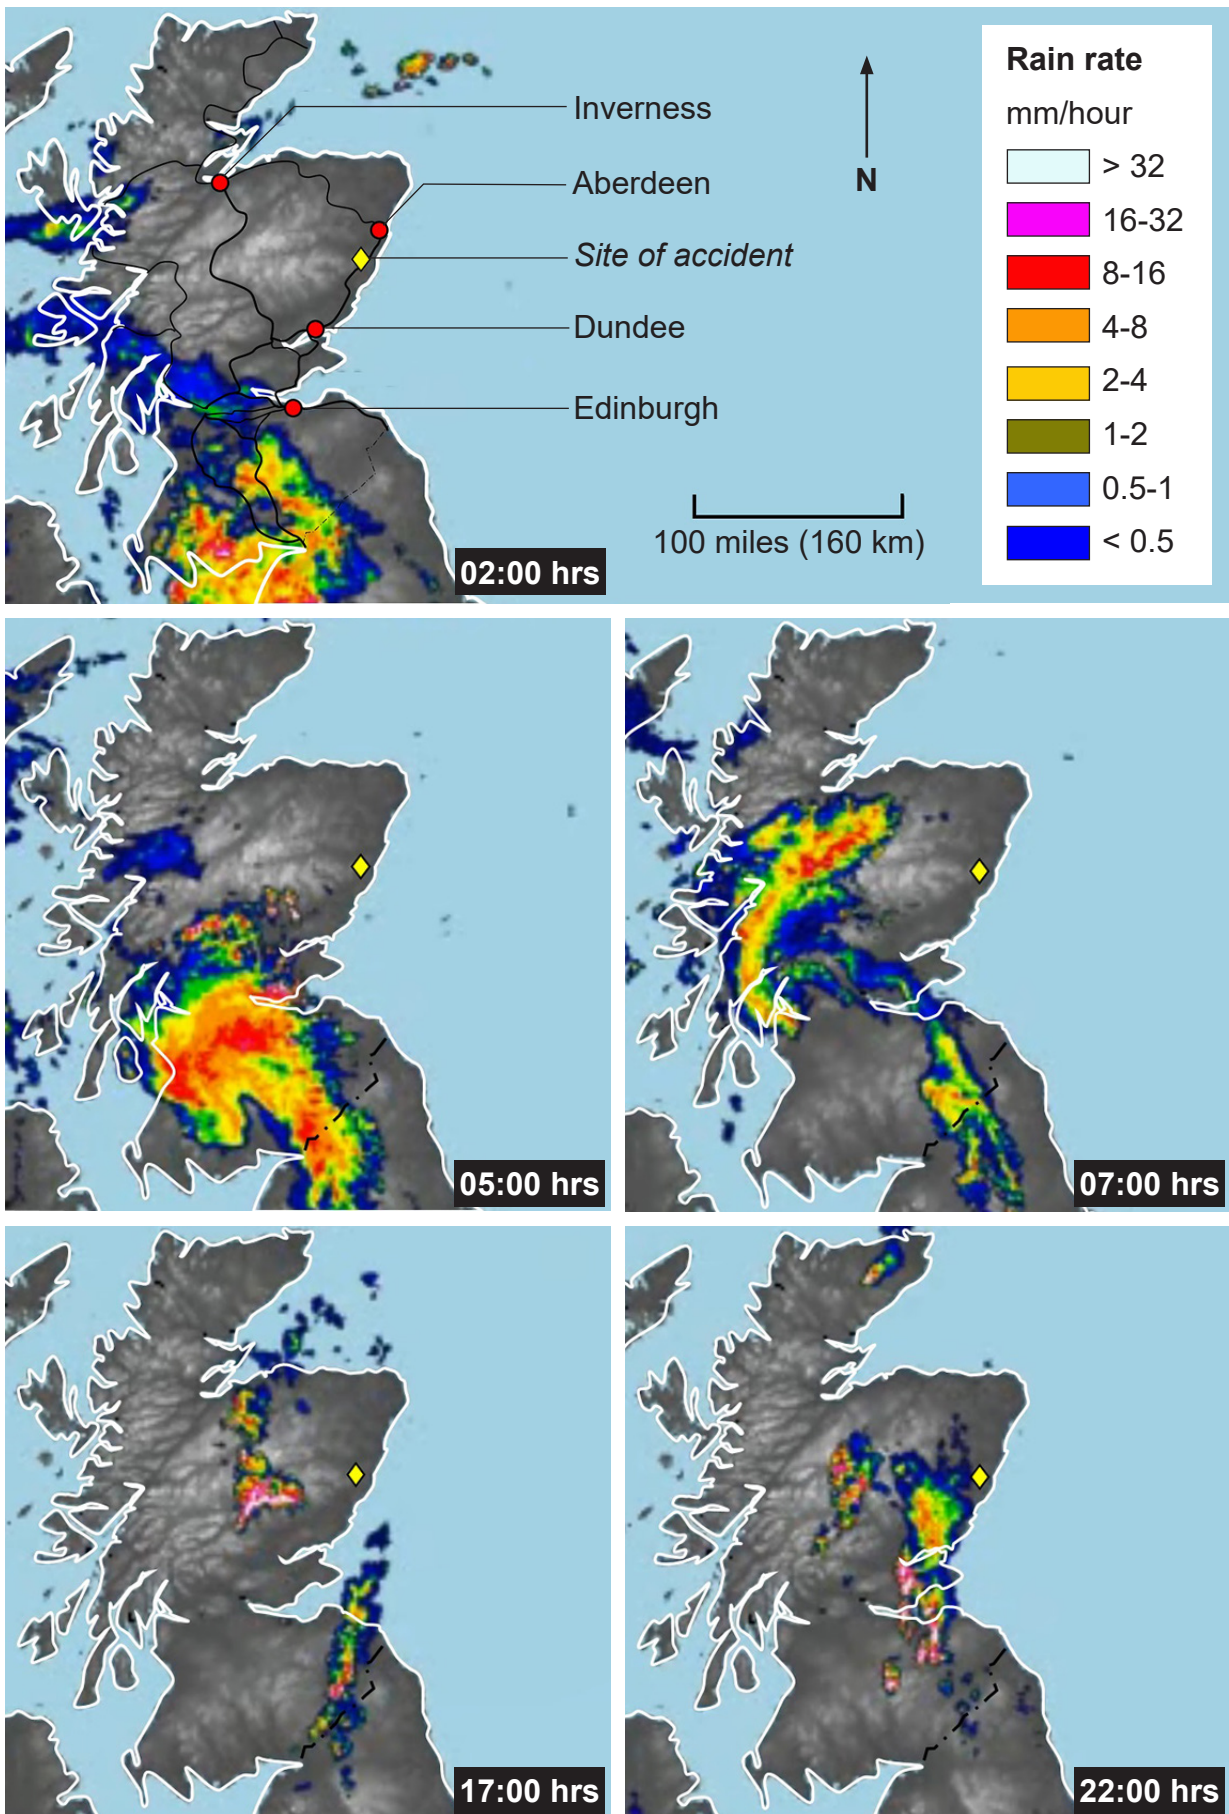 Inverness
Aberdeen
Site of accident
Dundee
Edinburgh
N
100 miles (160 km)
02:00 hrs
Rain rate
mm/hour
> 32
16-32
8-16
4-8
2-4
1-2
0.5-1
< 0.5
05:00 hrs
07:00 hrs
17:00 hrs
22:00 hrs